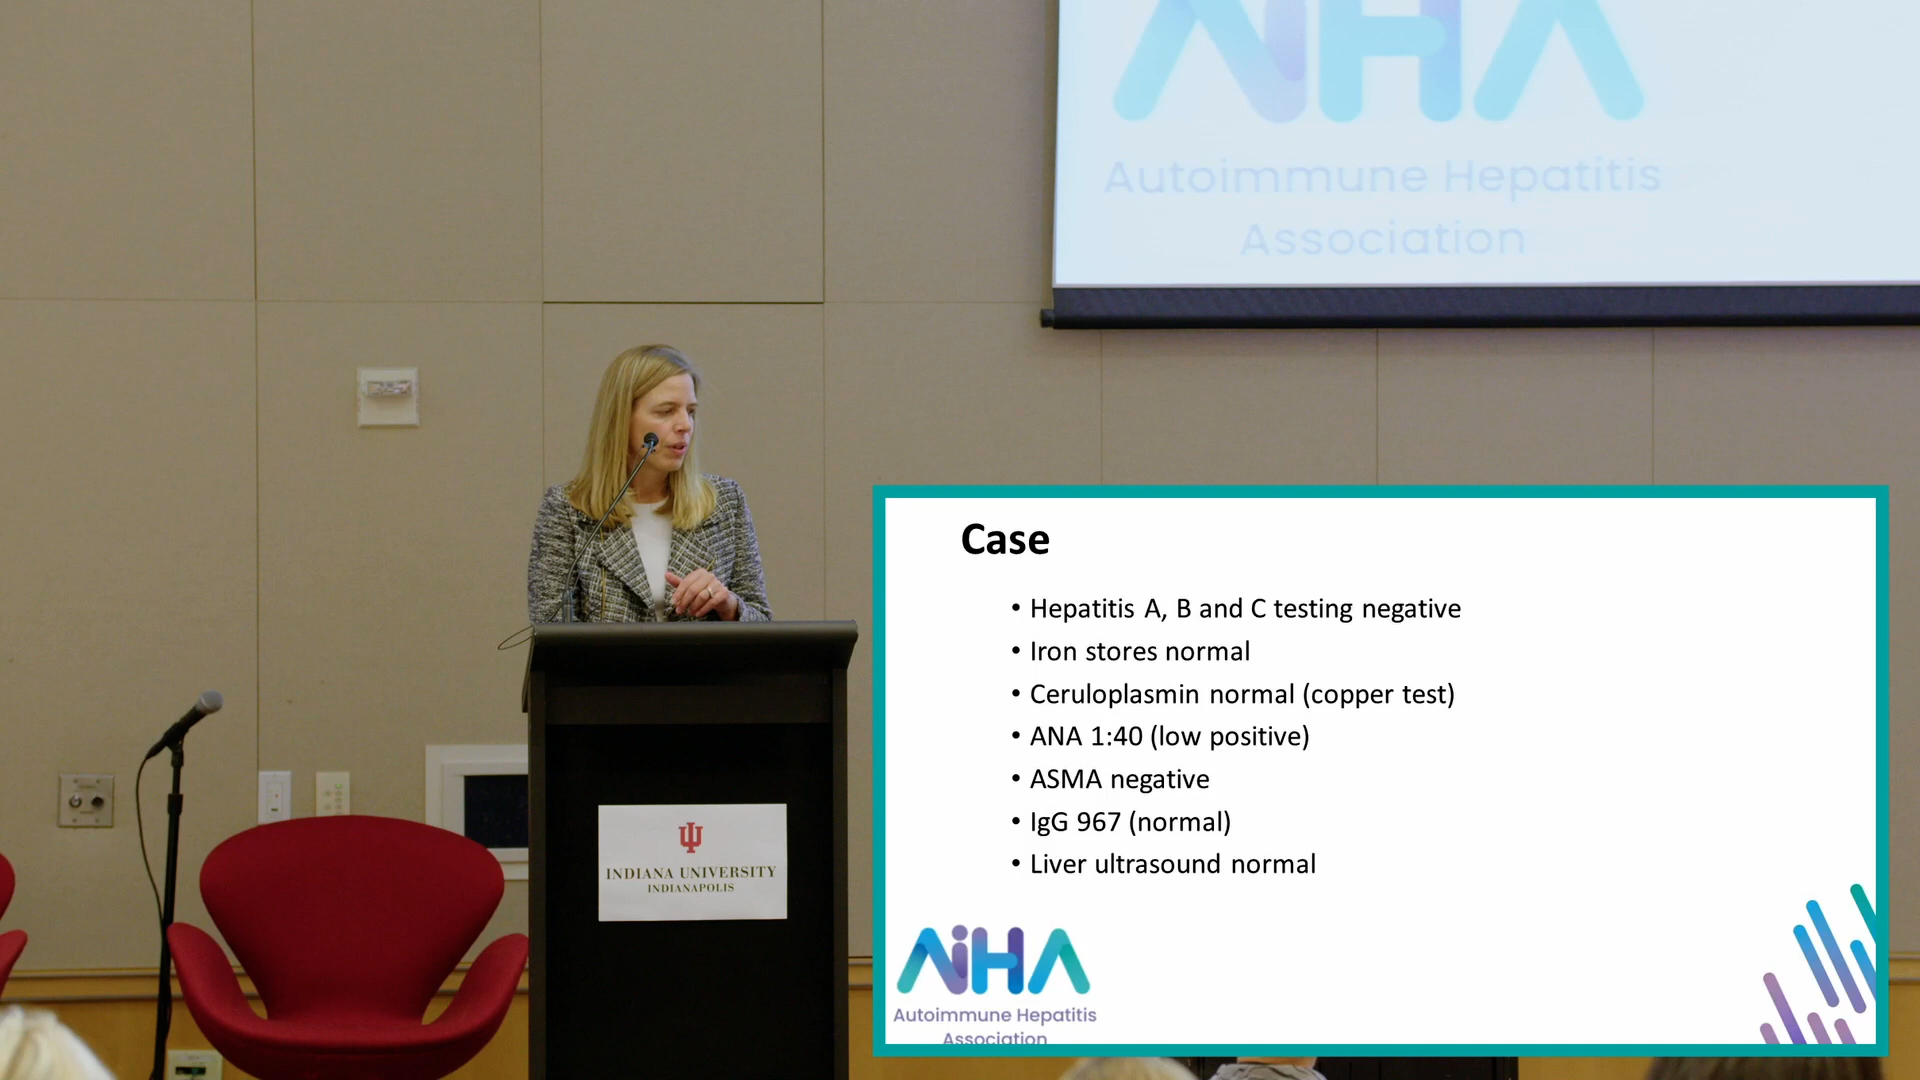 AiHA
Autoimmune Hepatitis
Association
Case
• Hepatitis A, B and C testing negative
• Iron stores normal
• Ceruloplasmin normal (copper test)
• ANA 1:40 (low positive)
• ASMA negative
• IgG 967 (normal)
• Liver ultrasound normal
INDIANA UNIVERSITY
INDIANAPOLIS
AiHA
Autoimmune Hepatitis
Association